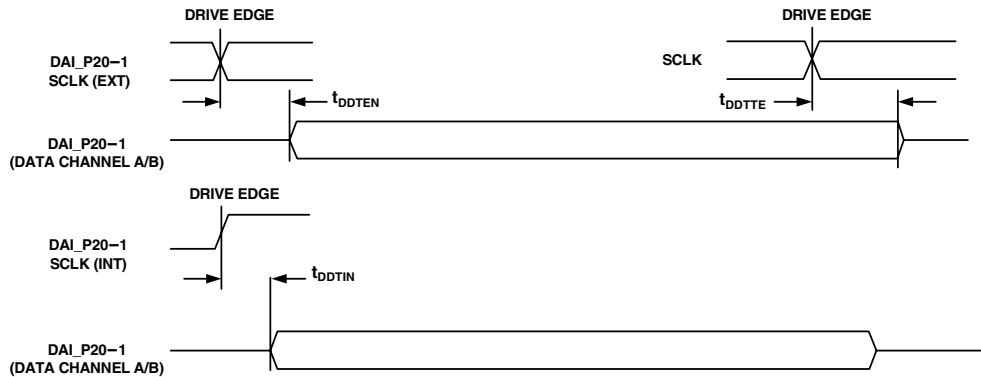 DRIVE EDGE
DRIVE EDGE
DAI_P20–1
SCLK (EXT)
SCLK
tDDTEN
tDDTTE
DAI_P20–1
(DATA CHANNEL A/B)
DRIVE EDGE
DAI_P20–1
SCLK (INT)
tDDTIN
DAI_P20–1
(DATA CHANNEL A/B)